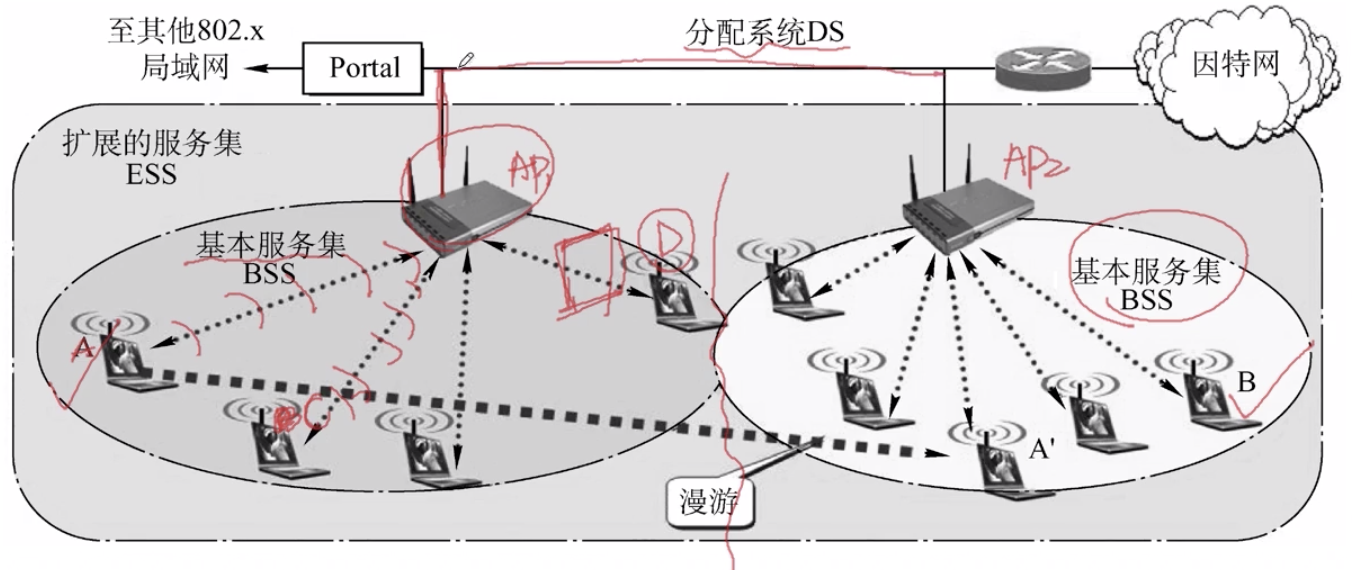 至其他802.x
局域网
Portal
分配系统DS
因特网
扩展的服务集
ESS
AP1
AP2
基本服务集
BSS
D
基本服务集
BSS
A
C
B
A'
漫游